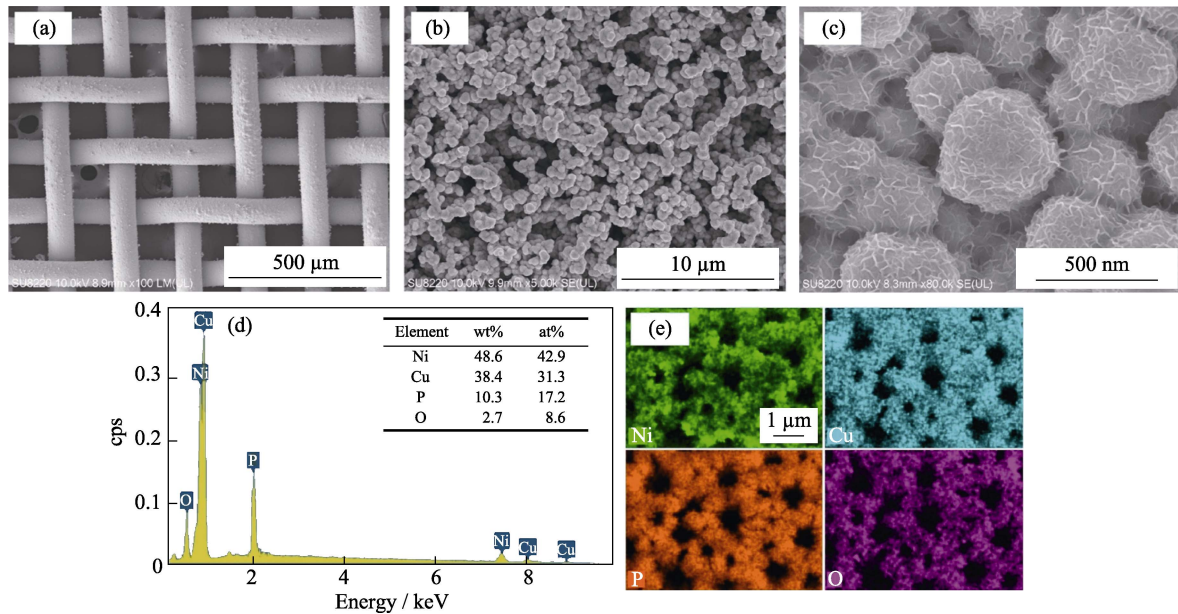 (a)
500 µm
SU8220 10.0kV 8.9mm x100 LM(UL)
(b)
10 µm
SU8220 10.0kV 9.9mm x5.00k SE(UL)
(c)
500 nm
SU8220 10.0kV 8.3mm x80.0k SE(UL)
(d)
0.4
0.3
0.2
0.1
0
cps
Cu
Ni
O
P
Ni
Cu
Cu
2
4
6
8
Energy / keV
Element wt% at%
Ni 48.6 42.9
Cu 38.4 31.3
P 10.3 17.2
O 2.7 8.6
(e)
1 µm
Ni
Cu
P
O